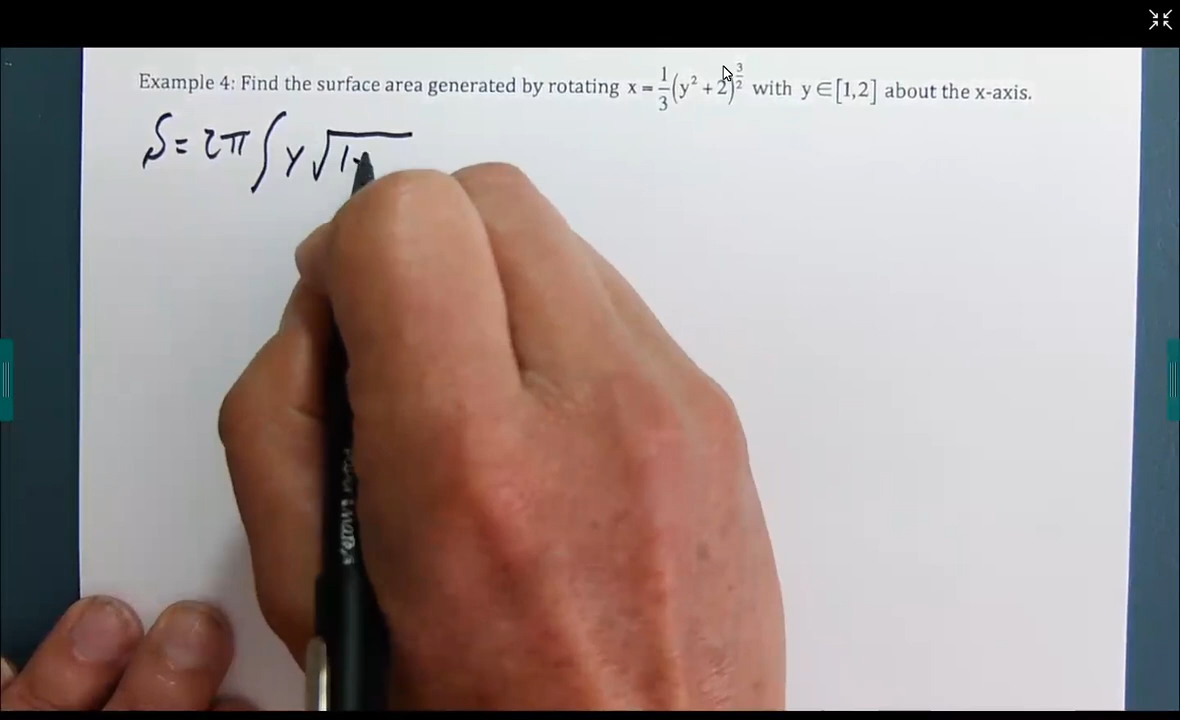 Example 4: Find the surface area generated by rotating x = 1/3 (y² + 2)^(3/2) with y ∈ [1,2] about the x-axis.
S = 2π ∫ y √1+